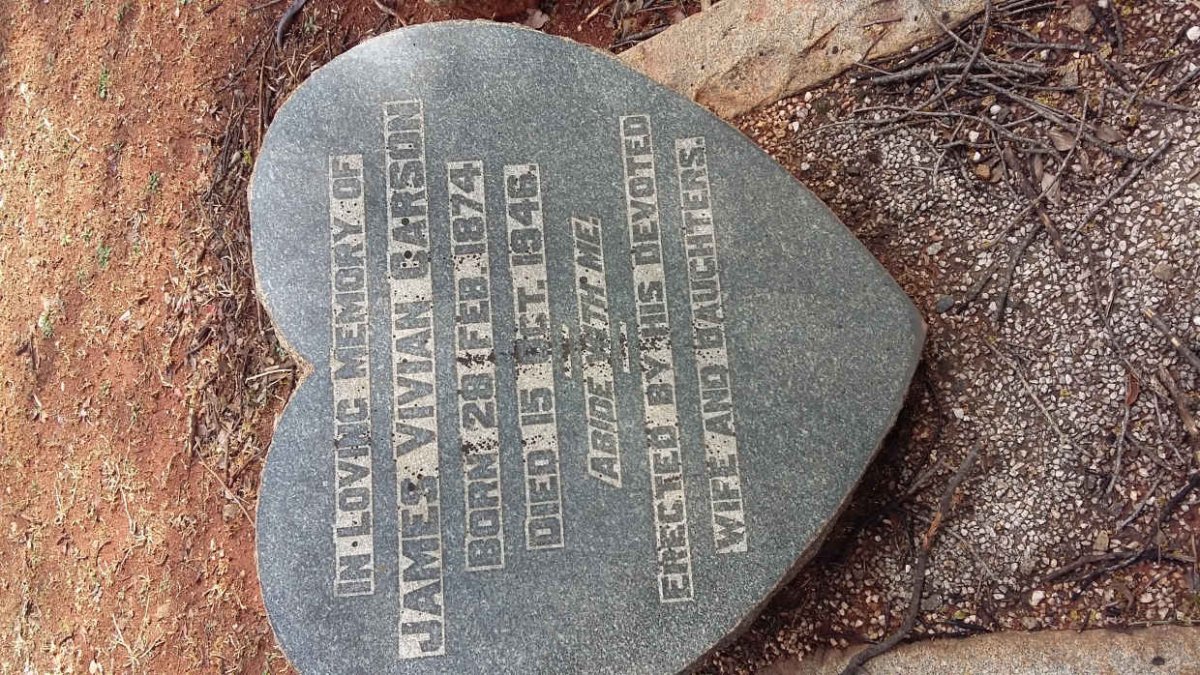 IN LOVING MEMORY OF
JAMES VIVIAN CARSON
BORN 28 FEB. 1874
DIED 15 OCT. 1946.
ABIDE WITH ME.
ERECTED BY HIS DEVOTED
WIFE AND DAUGHTERS.